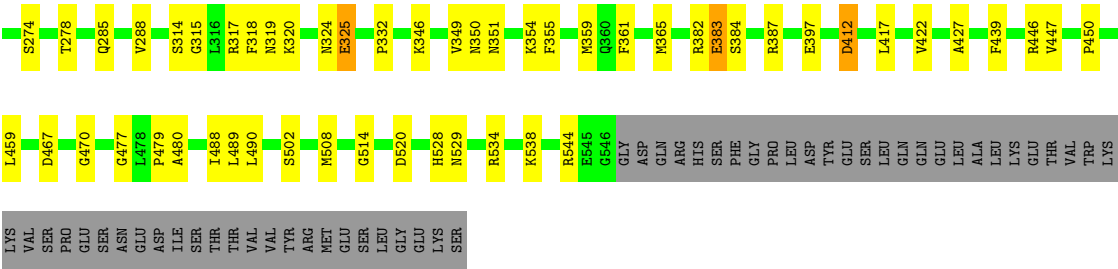 S274 T278 Q285 V288 S314 G315 L316 R317 F318 N319 K320 N324 E325 P332 K346 V349 N350 N351 K354 F355 M359 Q360 F361 M365 R382 E383 S384 R387 E397 D412 L417 V422 A427 F439 R446 V447 P450
L459 D467 G470 G477 L478 P479 A480 I488 L489 L490 S502 M508 G514 D520 H528 N529 R534 K538 R544 E545 G546 GLY ASP GLN ARG HIS SER PHE GLY PRO LEU ASP TYR GLU SER LEU GLN GLN GLU LEU ALA LEU LYS GLU THR VAL TRP LYS
LYS VAL SER PRO GLU SER ASN GLU ASP ILE SER THR THR VAL VAL TYR ARG MET GLU SER LEU GLY GLU LYS SER